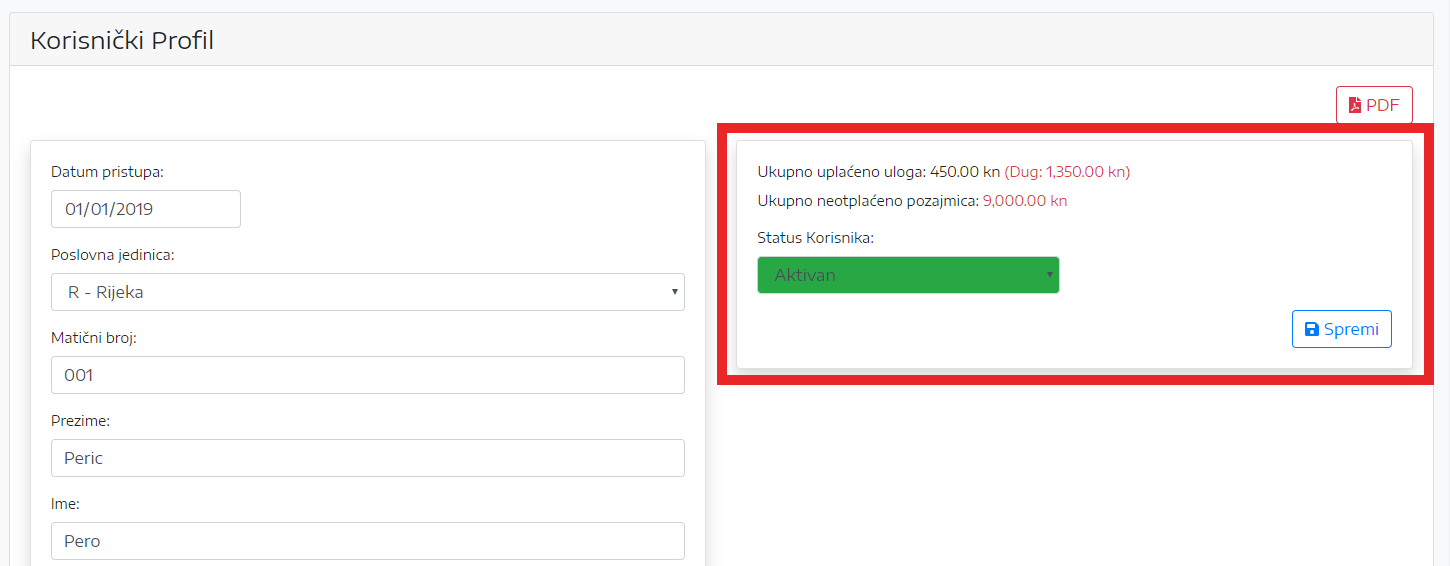 Korisnički Profil
PDF
Datum pristupa:
01/01/2019
Poslovna jedinica:
R - Rijeka
Matični broj:
001
Prezime:
Peric
Ime:
Pero
Ukupno uplaćeno uloga: 450.00 kn (Dug: 1,350.00 kn)
Ukupno neotplaćeno pozajmica: 9,000.00 kn
Status Korisnika:
Aktivan
Spremi